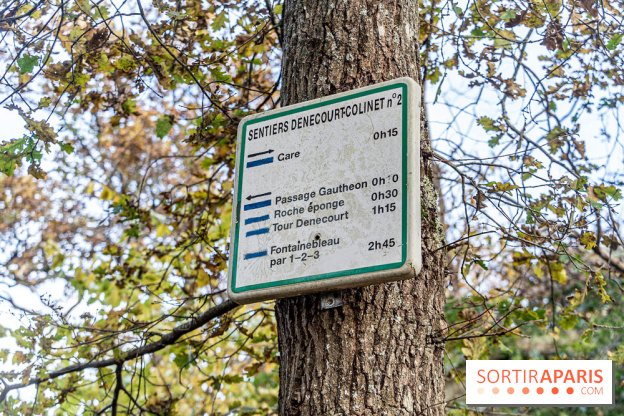 SENTIERS DENECOURT-COLINET n°2
Gare 0h15
Passage Gautheon 0h10
Roche éponge 0h30
Tour Denecourt 1h15
Fontainebleau 2h45
par 1-2-3
SORTIRAPARIS
COM